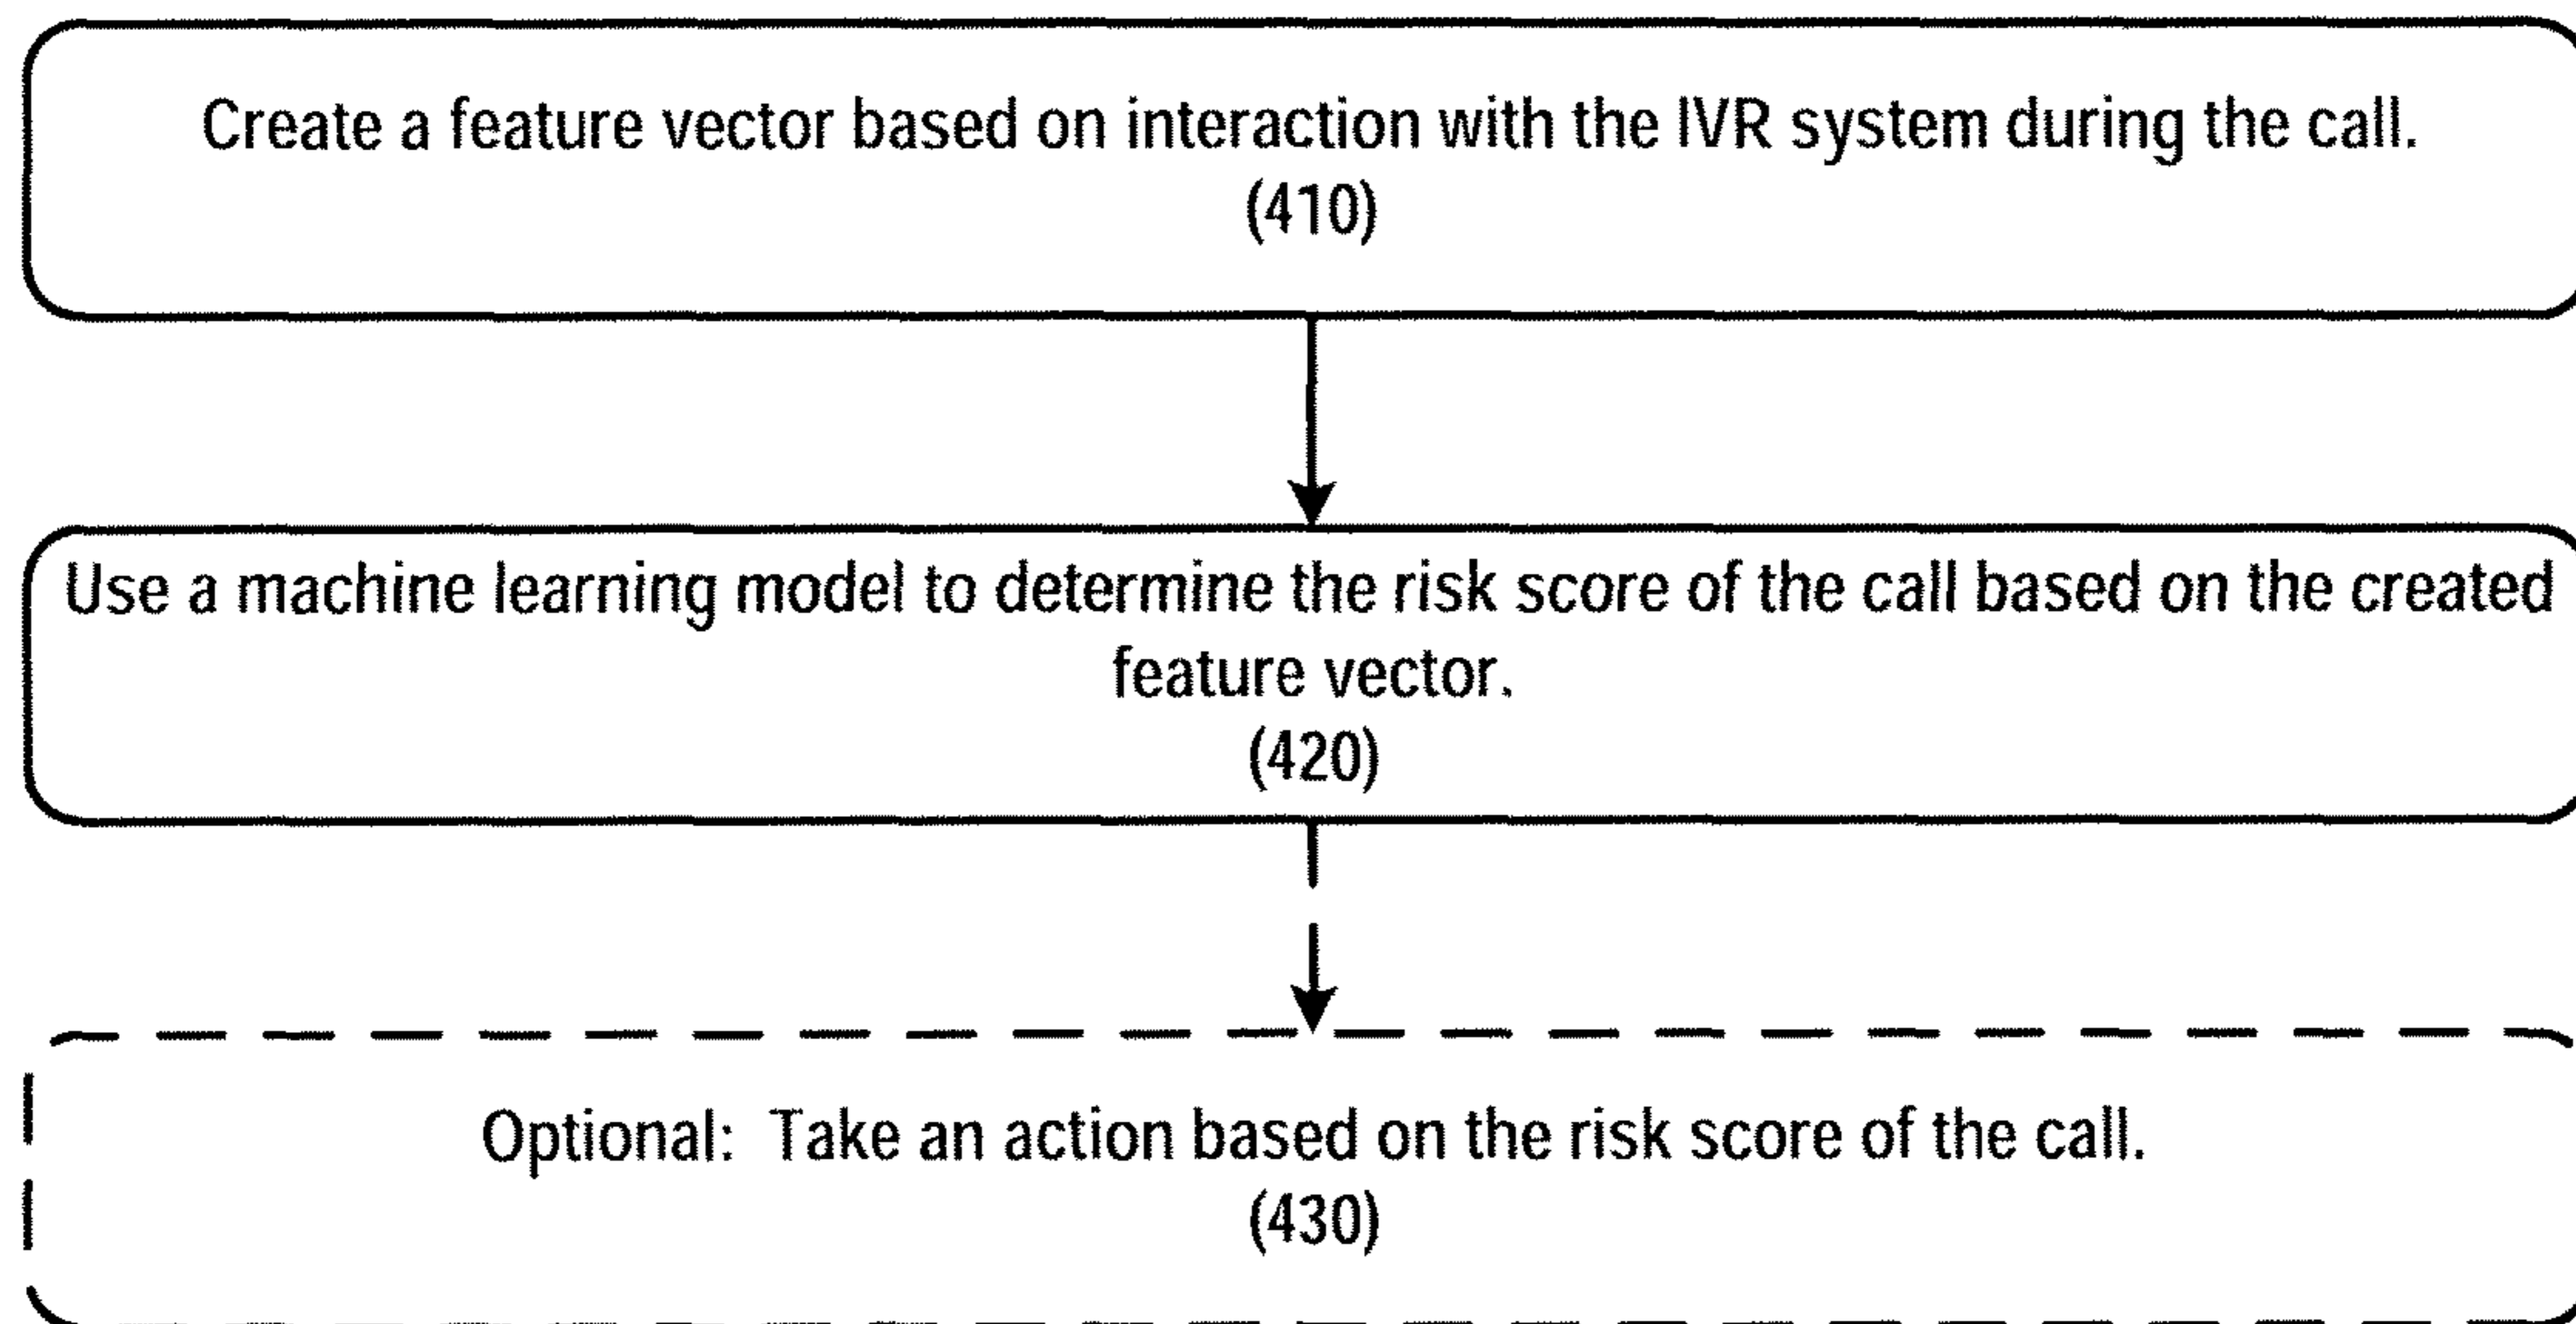 Create a feature vector based on interaction with the IVR system during the call.
(410)
Use a machine learning model to determine the risk score of the call based on the created
feature vector.
(420)
Optional: Take an action based on the risk score of the call.
(430)